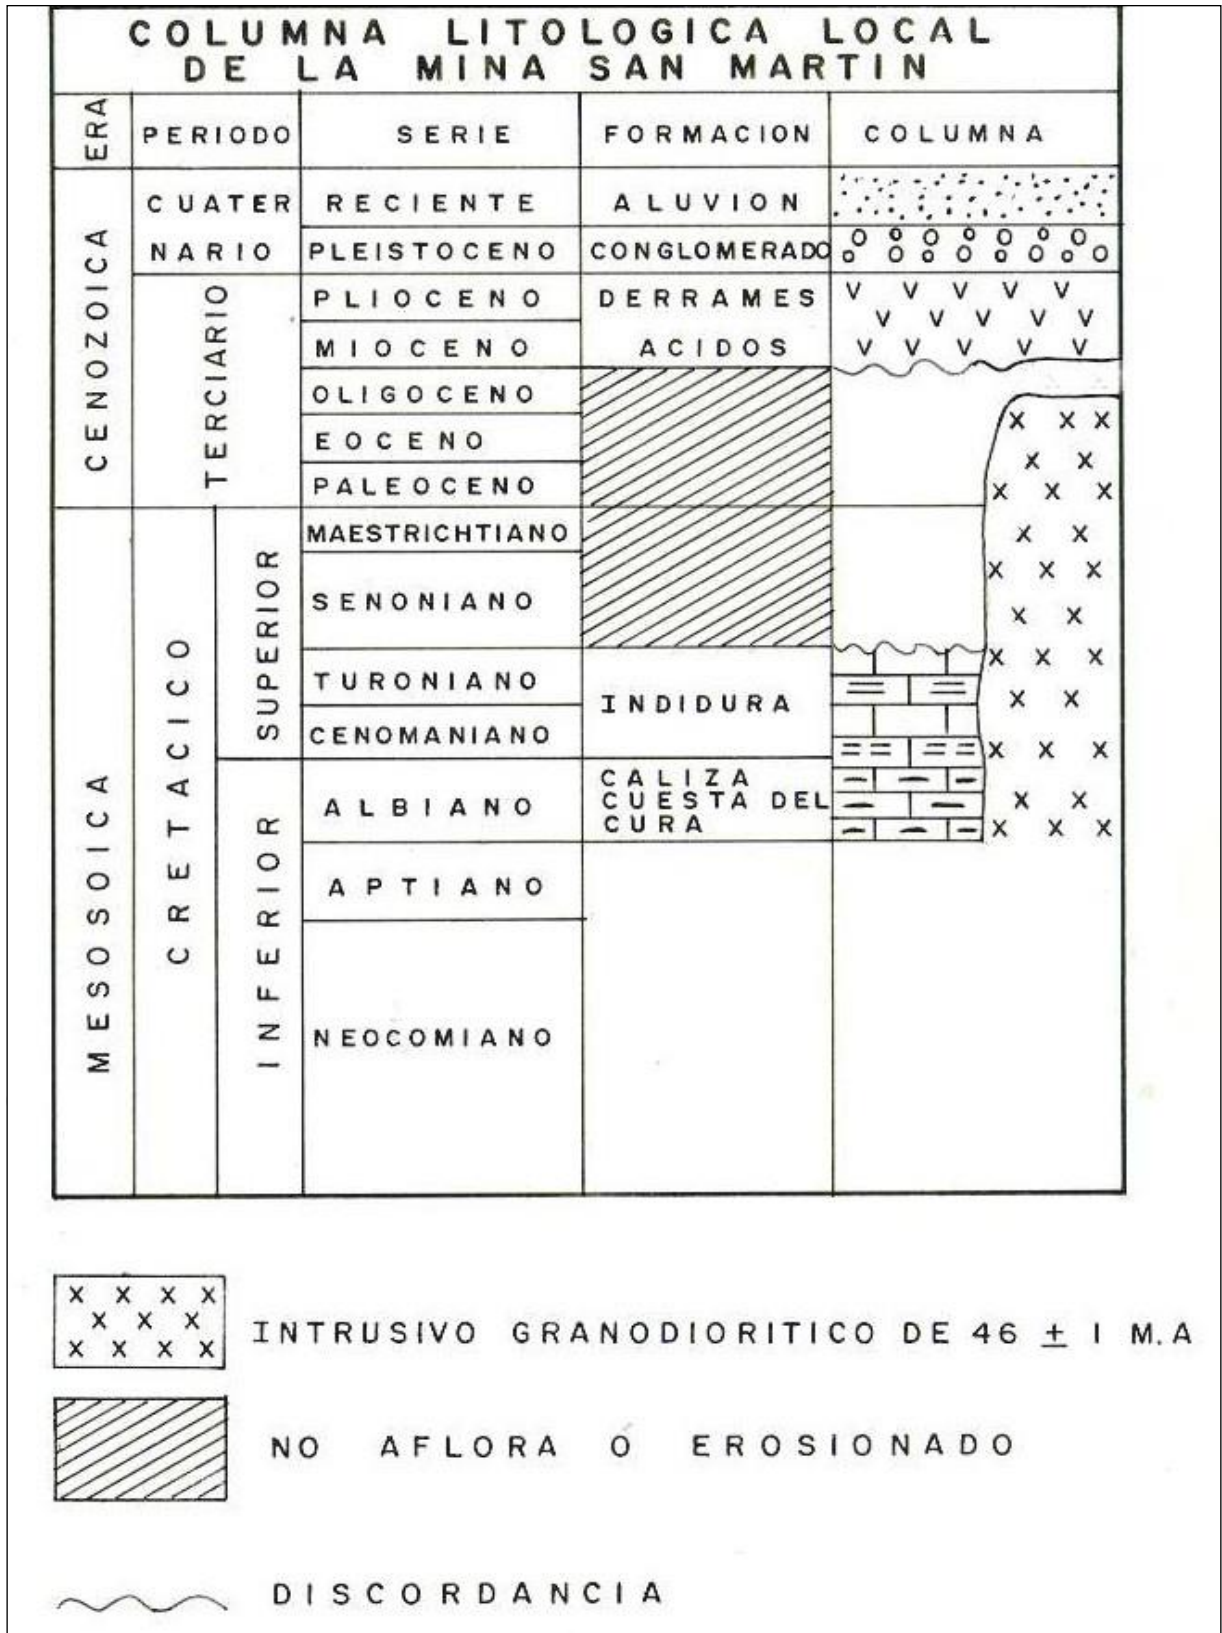 COLUMNA LITOLOGICA LOCAL
DE LA MINA SAN MARTIN
ERA
PERIODO
SERIE
FORMACION
COLUMNA
CENOZOICA
CUATER
NARIO
RECIENTE
ALUVION
PLEISTOCENO
CONGLOMERADO
TERCIARIO
PLIOCENO
DERRAMES
MIOCENO
ACIDOS
OLIGOCENO
EOCENO
PALEOCENO
MESOSOICA
CRETACICO
SUPERIOR
MAESTRICHTIANO
SENONIANO
TURONIANO
INDIDURA
CENOMANIANO
INFERIOR
ALBIANO
CALIZA
CUESTA DEL
CURA
APTIANO
NEOCOMIANO
INTRUSIVO GRANODIORITICO DE 46 ± 1 M.A
NO AFLORA Ó EROSIONADO
DISCORDANCIA